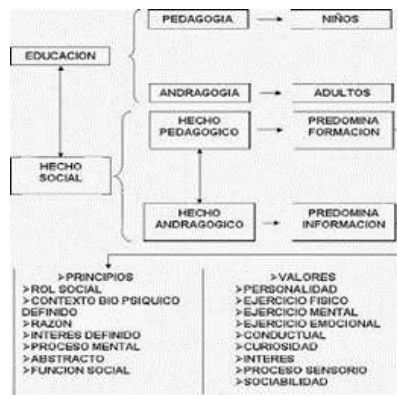 PEDAGOGIA
NIÑOS
EDUCACION
ANDRAGOGIA
ADULTOS
HECHO
PEDAGOGICO
PREDOMINA
FORMACION
HECHO
SOCIAL
HECHO
ANDRAGOGICO
PREDOMINA
INFORMACION
➢PRINCIPIOS
➢ROL SOCIAL
➢CONTEXTO BIO PSIQUICO
DEFINIDO
➢RAZON
➢INTERES DEFINIDO
➢PROCESO MENTAL
➢ABSTRACTO
➢FUNCION SOCIAL
➢VALORES
➢PERSONALIDAD
➢EJERCICIO FISICO
➢EJERCICIO MENTAL
➢EJERCICIO EMOCIONAL
➢CONDUCTUAL
➢CURIOSIDAD
➢INTERES
➢PROCESO SENSORIO
➢SOCIABILIDAD